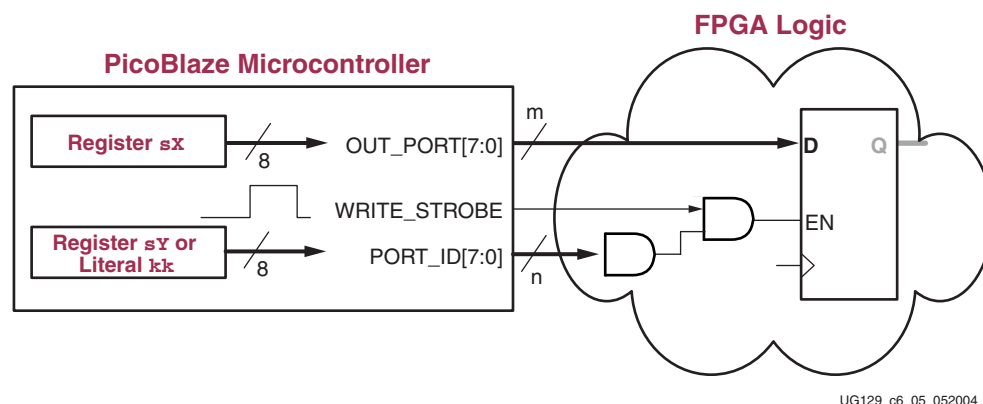 FPGA Logic
PicoBlaze Microcontroller
m
Register sX
8
OUT_PORT[7:0]
D
Q
WRITE_STROBE
EN
Register sY or
Literal kk
8
PORT_ID[7:0]
n
UG129_c6_05_052004